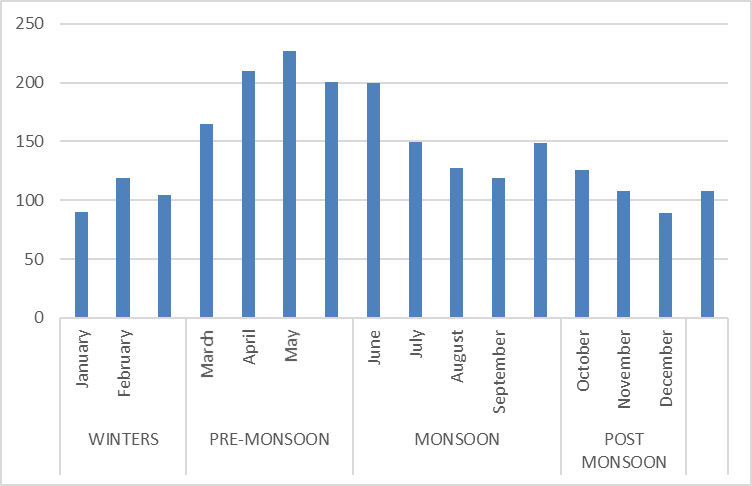 250
200
150
100
50
0
January
February
March
April
May
June
July
August
September
October
November
December
WINTERS
PRE-MONSOON
MONSOON
POST
MONSOON